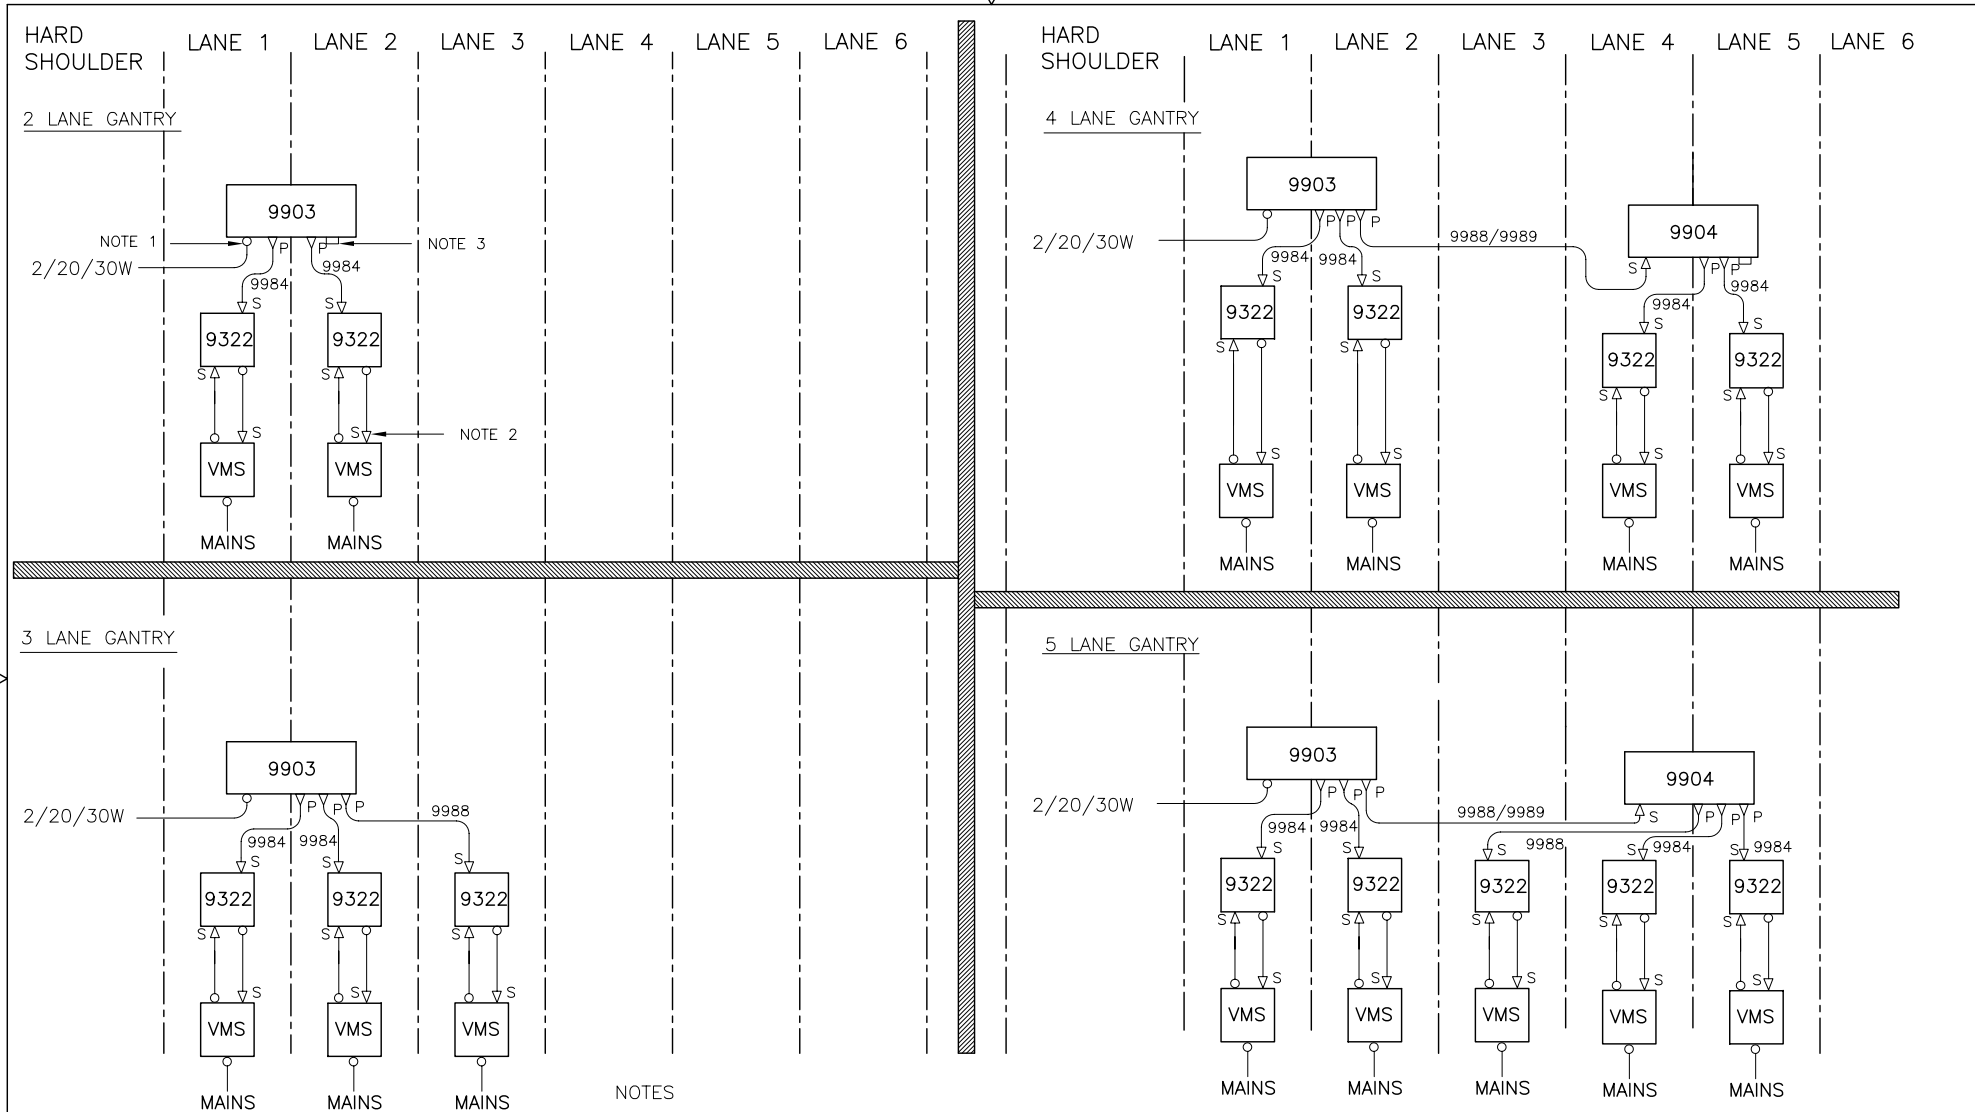 HARD
SHOULDER
LANE 1
LANE 2
LANE 3
LANE 4
LANE 5
LANE 6
2 LANE GANTRY
9903
NOTE 1
P
P
NOTE 3
2/20/30W
9984
9984
S
S
9322
9322
S
S
S
S
NOTE 2
VMS
VMS
MAINS
MAINS
3 LANE GANTRY
9903
P
P
P
2/20/30W
9988
9984
9984
S
S
S
9322
9322
9322
S
S
S
S
S
S
VMS
VMS
VMS
MAINS
MAINS
MAINS
NOTES
HARD
SHOULDER
LANE 1
LANE 2
LANE 3
LANE 4
LANE 5
LANE 6
4 LANE GANTRY
9903
P
P
P
9904
2/20/30W
9988/9989
9984
9984
S
P
P
S
S
9984
9984
9322
9322
S
S
S
S
9322
9322
S
S
S
S
S
S
VMS
VMS
VMS
VMS
MAINS
MAINS
MAINS
MAINS
5 LANE GANTRY
9903
9904
P
P
P
2/20/30W
9988/9989
S
P
P
P
9984
9984
9988
9984
9984
S
S
S
S
S
9322
9322
9322
9322
9322
S
S
S
S
S
S
S
S
S
S
VMS
VMS
VMS
VMS
VMS
MAINS
MAINS
MAINS
MAINS
MAINS